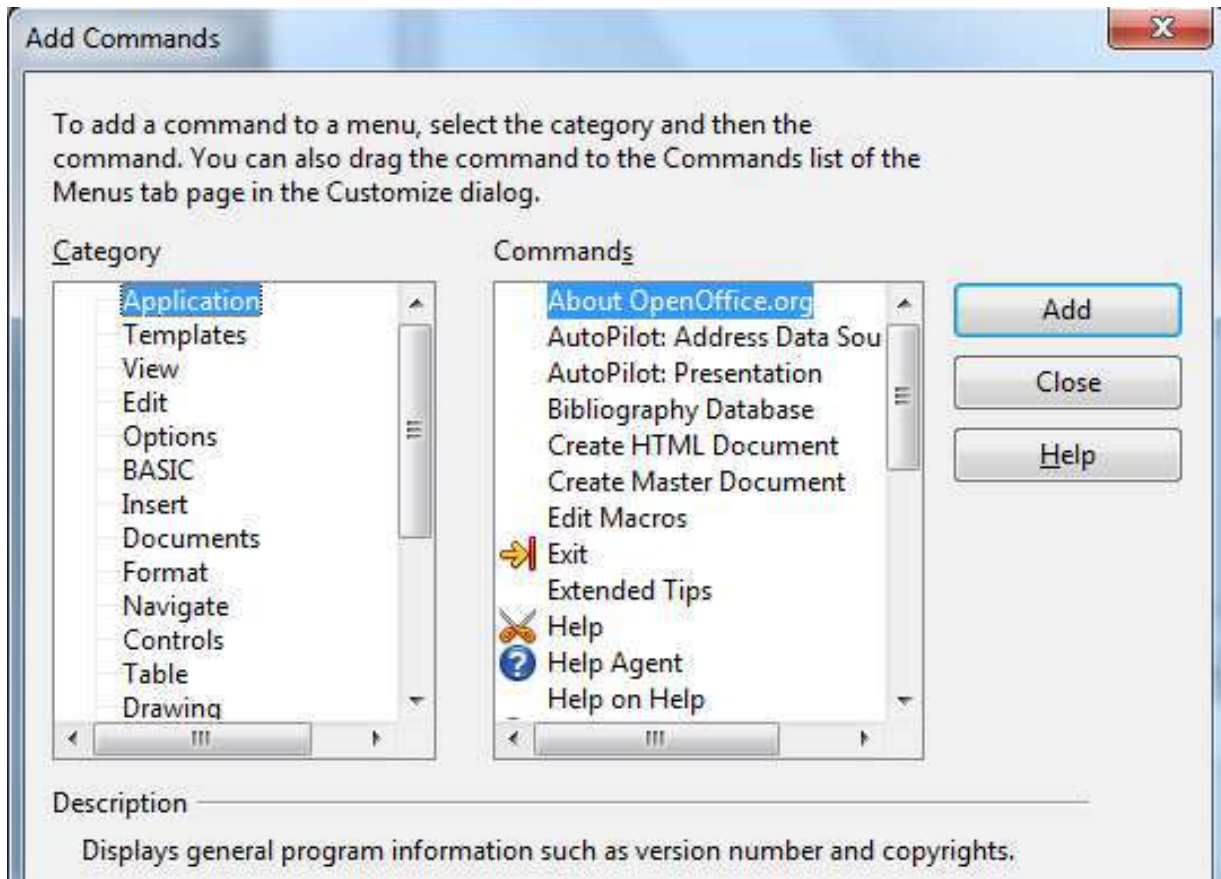 Add Commands
To add a command to a menu, select the category and then the
command. You can also drag the command to the Commands list of the
Menus tab page in the Customize dialog.
Category
Application
Templates
View
Edit
Options
BASIC
Insert
Documents
Format
Navigate
Controls
Table
Drawing
Commands
About OpenOffice.org
AutoPilot: Address Data Sou
AutoPilot: Presentation
Bibliography Database
Create HTML Document
Create Master Document
Edit Macros
Exit
Extended Tips
Help
Help Agent
Help on Help
Add
Close
Help
Description
Displays general program information such as version number and copyrights.